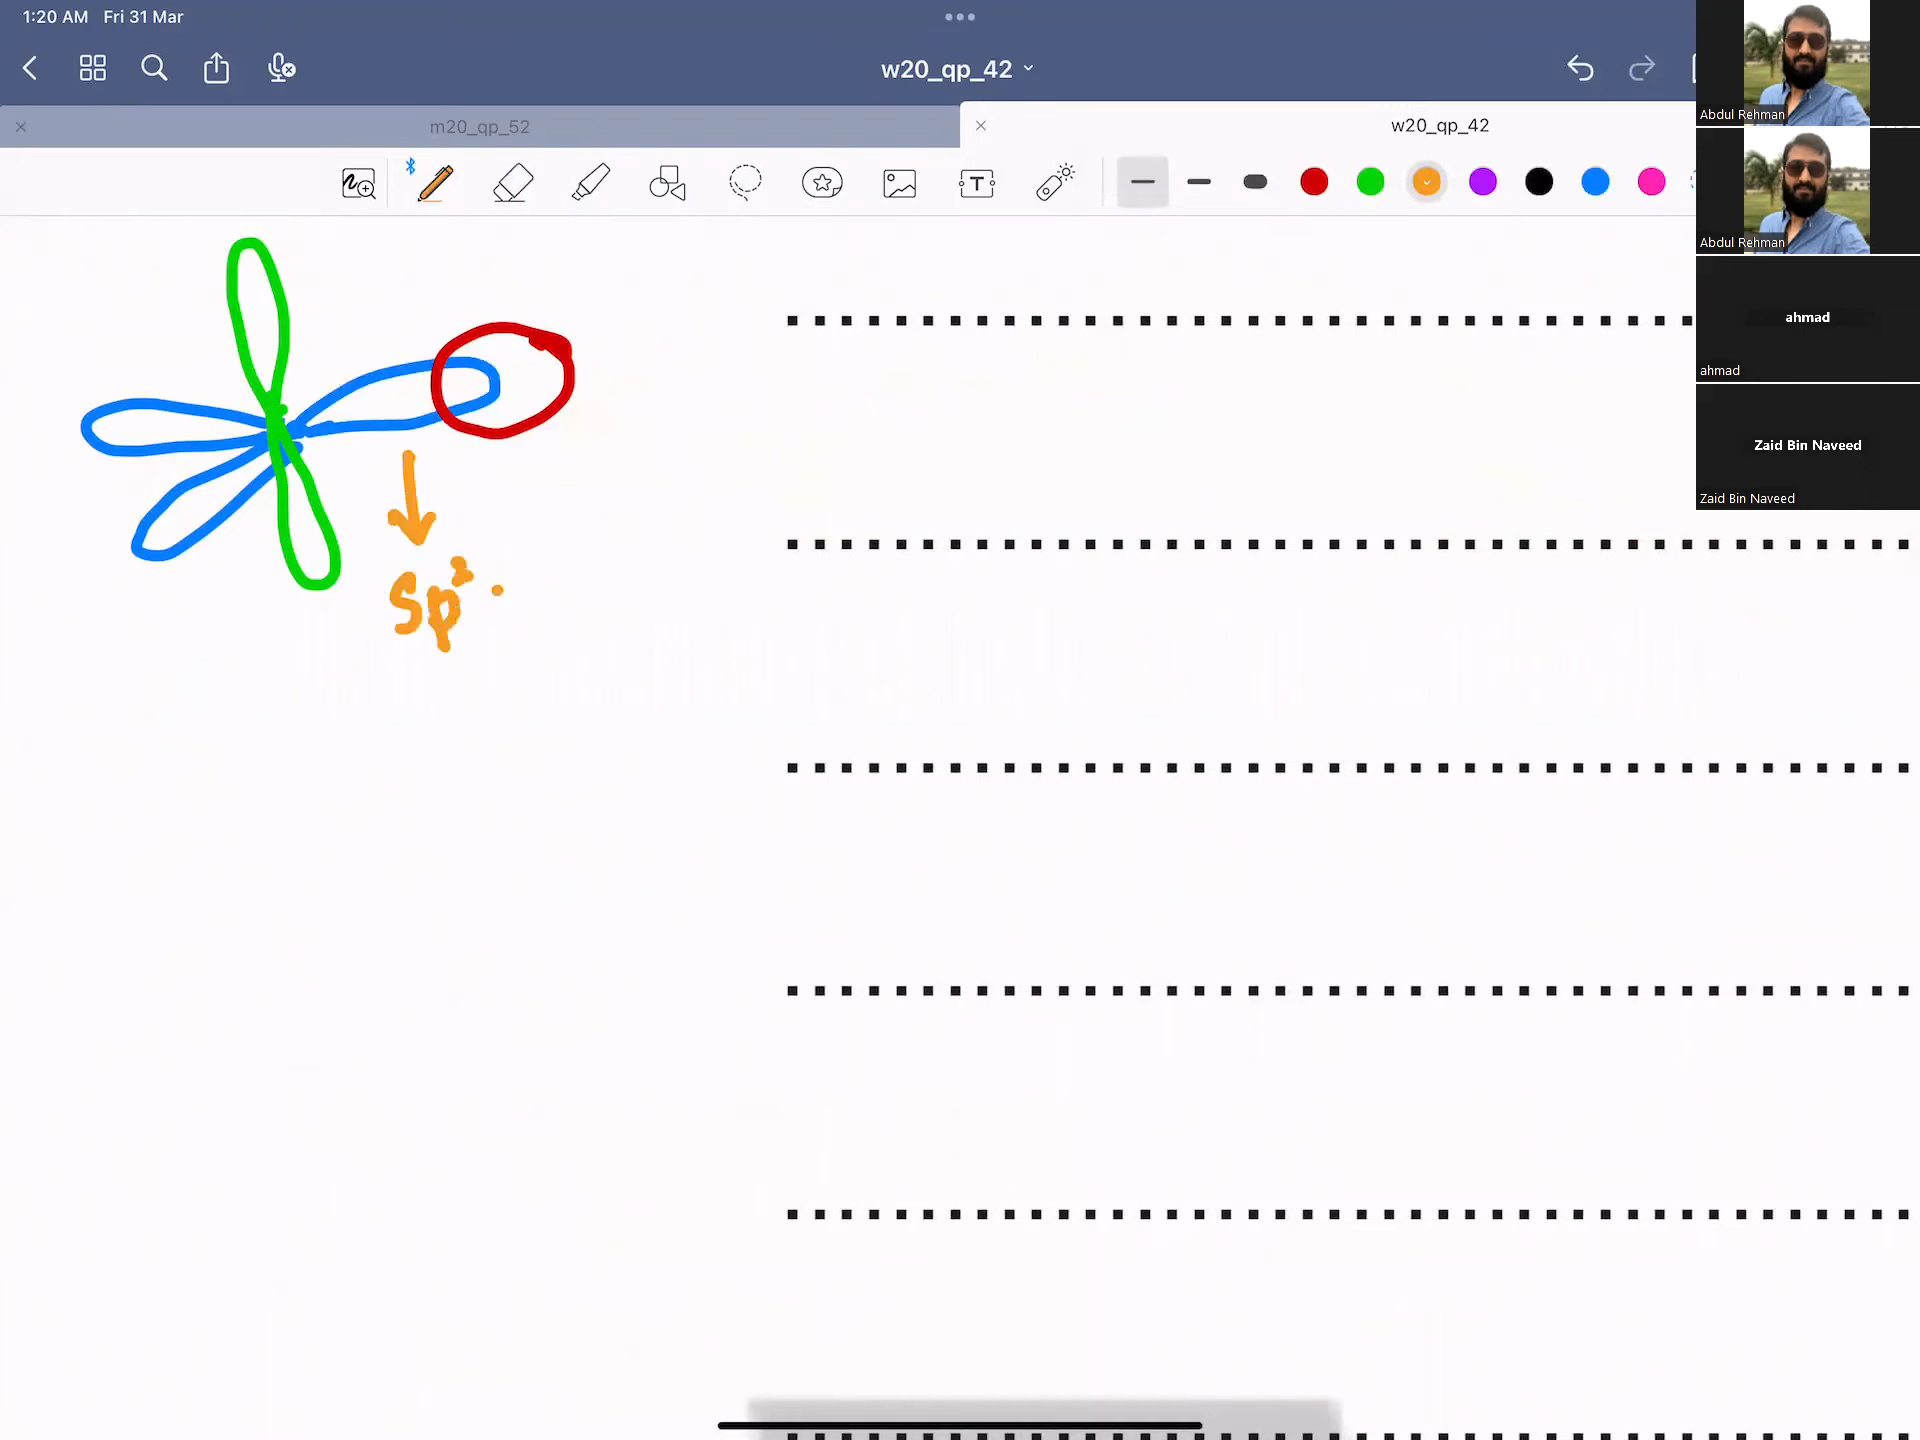 1:20 AM Fri 31 Mar
w20_qp_42
m20_qp_52
w20_qp_42
T
Abdul Rehman
Abdul Rehman
ahmad
ahmad
Zaid Bin Naveed
Zaid Bin Naveed
sp²